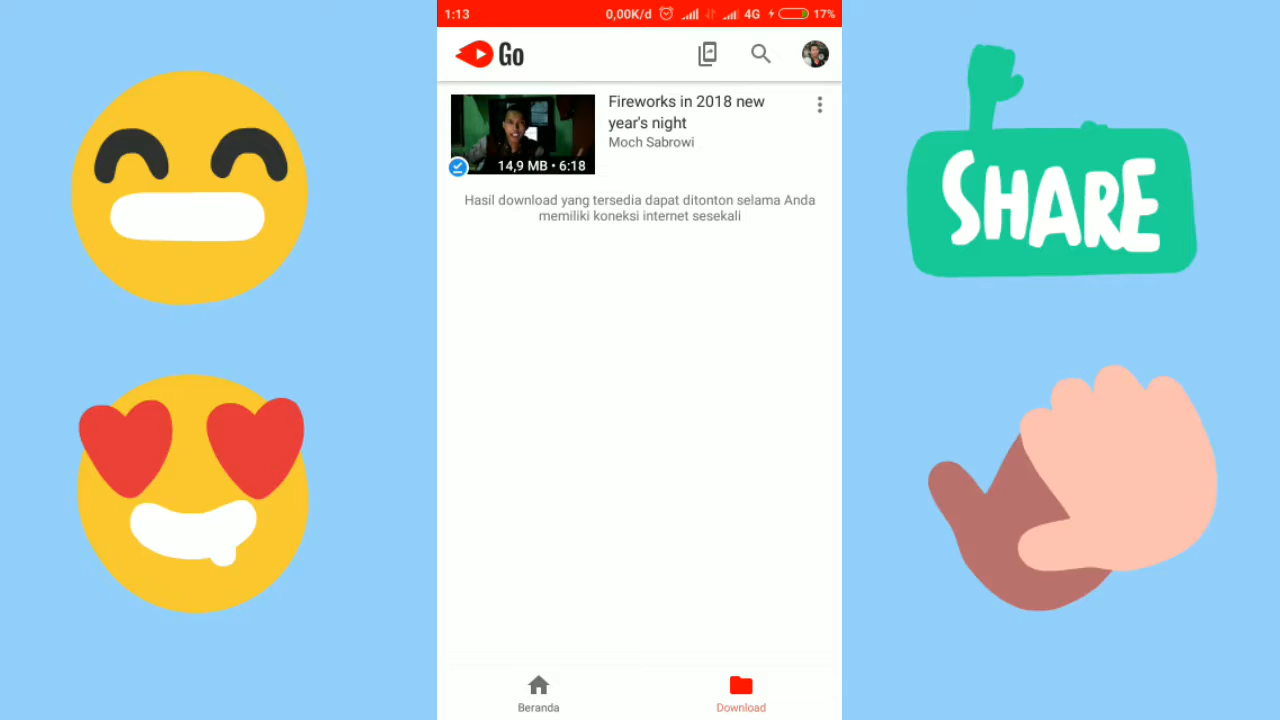 1:13
0,00K/d
4G
17%
Go
Fireworks in 2018 new
year's night
Moch Sabrowi
14,9 MB • 6:18
Hasil download yang tersedia dapat ditonton selama Anda
memiliki koneksi internet sesekali
Beranda
Download
SHARE